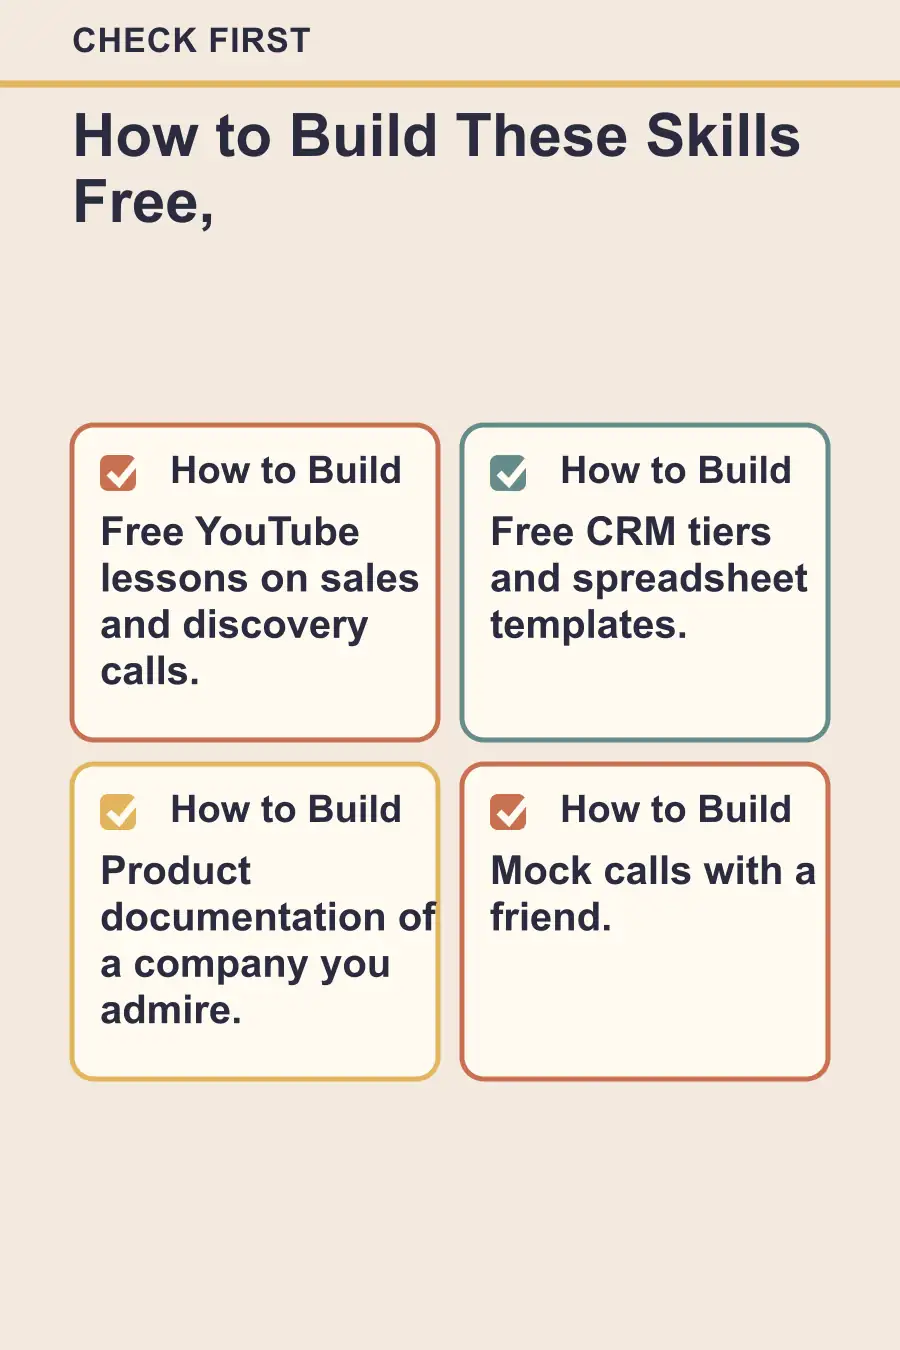 CHECK FIRST
How to Build These Skills
Free,
How to Build
Free YouTube
lessons on sales
and discovery
calls.
How to Build
Free CRM tiers
and spreadsheet
templates.
How to Build
Product
documentation of
a company you
admire.
How to Build
Mock calls with a
friend.